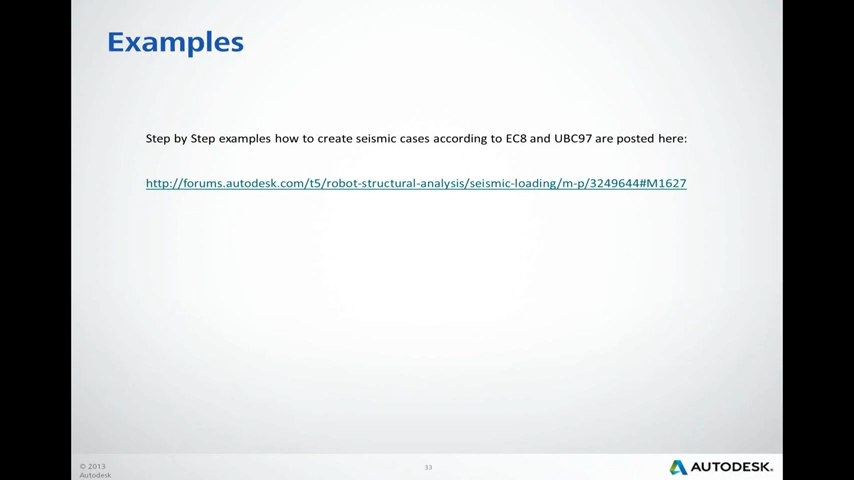 Examples
Step by Step examples how to create seismic cases according to EC8 and UBC97 are posted here:
http://forums.autodesk.com/t5/robot-structural-analysis/seismic-loading/m-p/3249644#M1627
© 2013
Autodesk
33
AUTODESK.